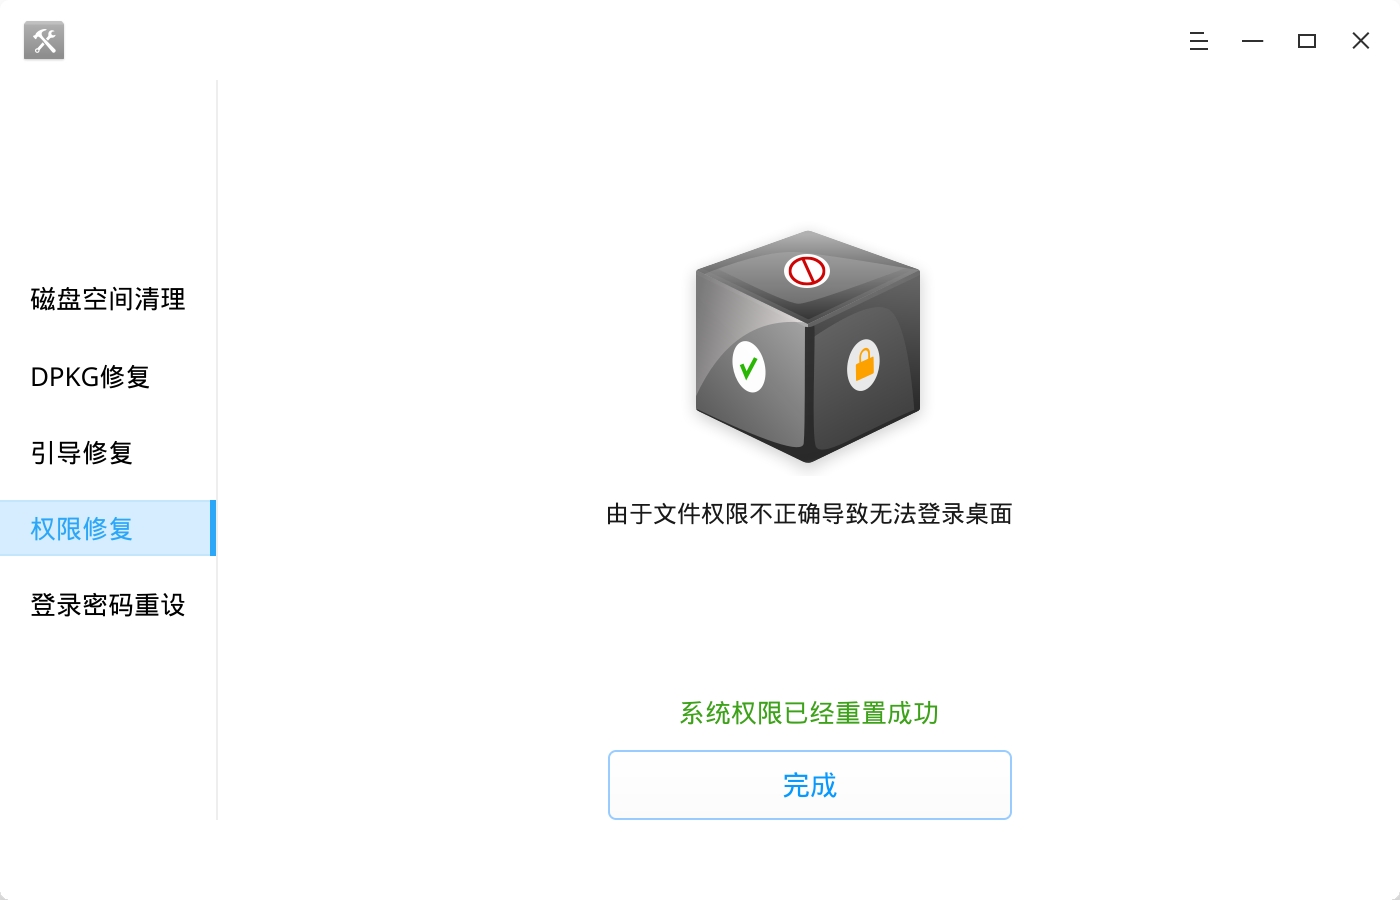 磁盘空间清理
DPKG修复
引导修复
权限修复
登录密码重设
由于文件权限不正确导致无法登录桌面
系统权限已经重置成功
完成